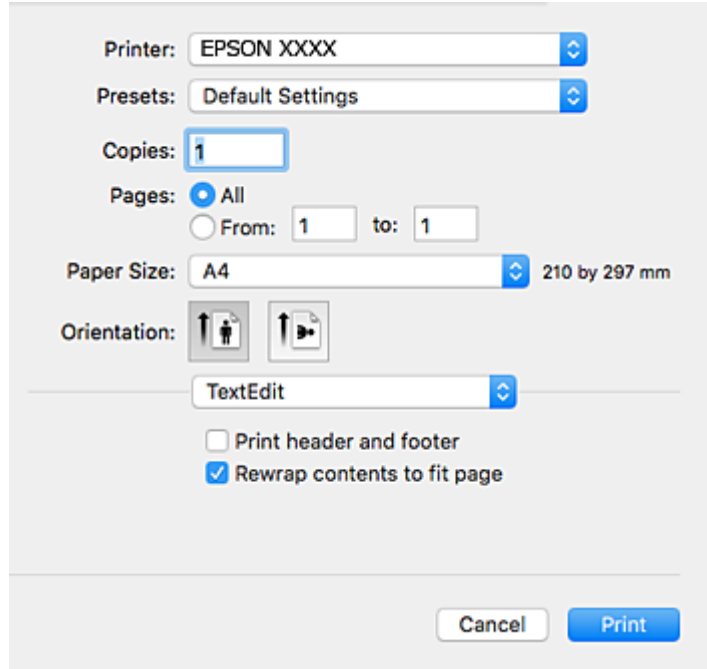 Printer: EPSON XXXX
Presets: Default Settings
Copies: 1
Pages: All
From: 1 to: 1
Paper Size: A4 210 by 297 mm
Orientation:
TextEdit
Print header and footer
Rewrap contents to fit page
Cancel Print